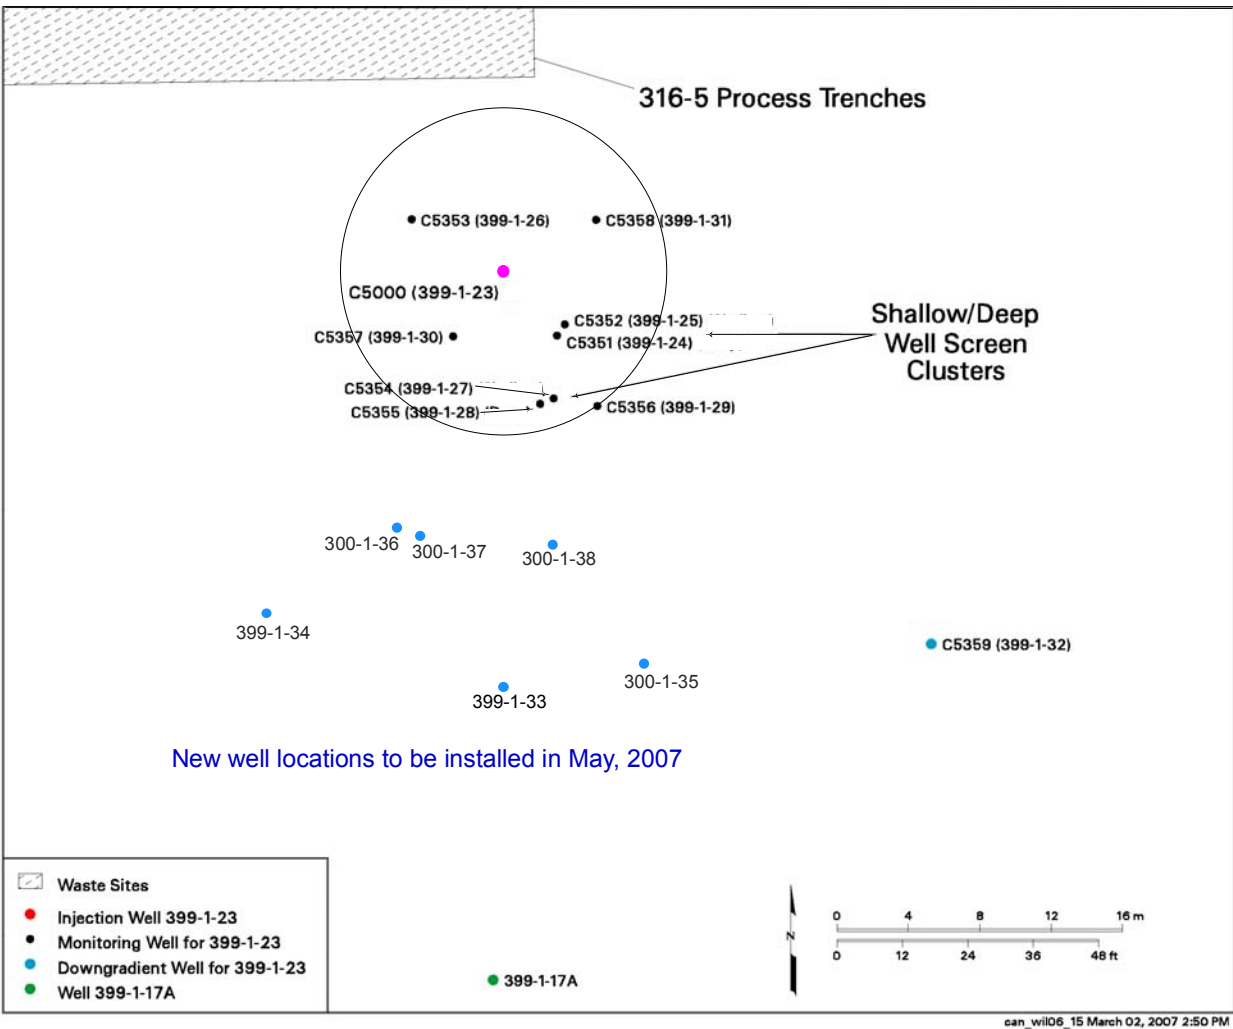 316-5 Process Trenches
C5353 (399-1-26)
C5358 (399-1-31)
C5000 (399-1-23)
C5352 (399-1-25)
C5357 (399-1-30)
C5351 (399-1-24)
Shallow/Deep
Well Screen
Clusters
C5354 (399-1-27)
C5355 (399-1-28)
C5356 (399-1-29)
300-1-36
300-1-37
300-1-38
399-1-34
C5359 (399-1-32)
300-1-35
399-1-33
New well locations to be installed in May, 2007
Waste Sites
Injection Well 399-1-23
Monitoring Well for 399-1-23
Downgradient Well for 399-1-23
Well 399-1-17A
399-1-17A
N
0 4 8 12 16 m
0 12 24 36 48 ft
can_wil06_15 March 02, 2007 2:50 PM